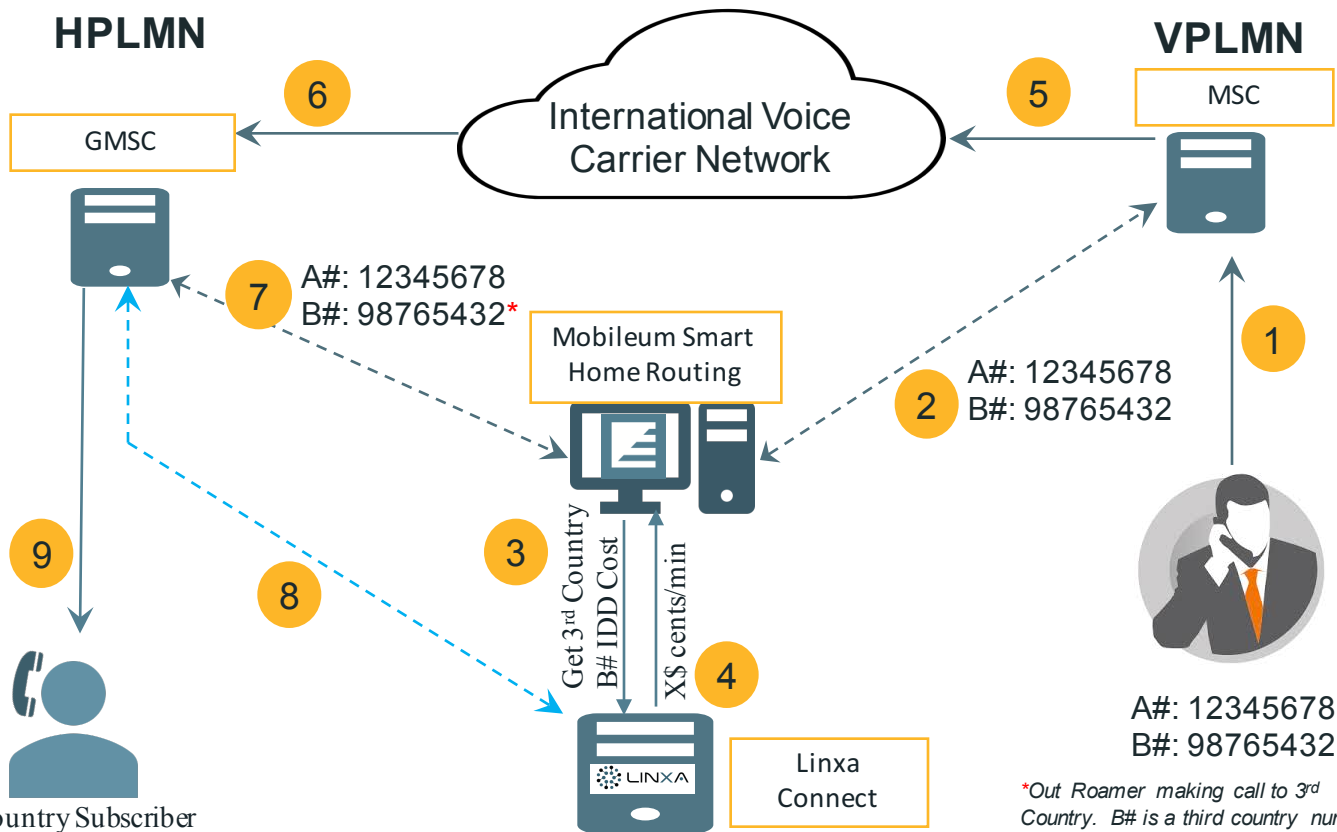 HPLMN
VPLMN
6
International Voice
Carrier Network
5
MSC
GMSC
7
A#: 12345678
B#: 98765432*
Mobileum Smart
Home Routing
1
2
A#: 12345678
B#: 98765432
9
3
8
Get 3rd Country
B# IDD Cost
X$ cents/min
4
LINXA
Linxa
Connect
A#: 12345678
B#: 98765432
ountry Subscriber
*Out Roamer making call to 3rd
Country. B# is a third country